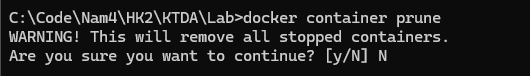 C:\Code\Nam4\HK2\KTDA\Lab>docker container prune
WARNING! This will remove all stopped containers.
Are you sure you want to continue? [y/N] N